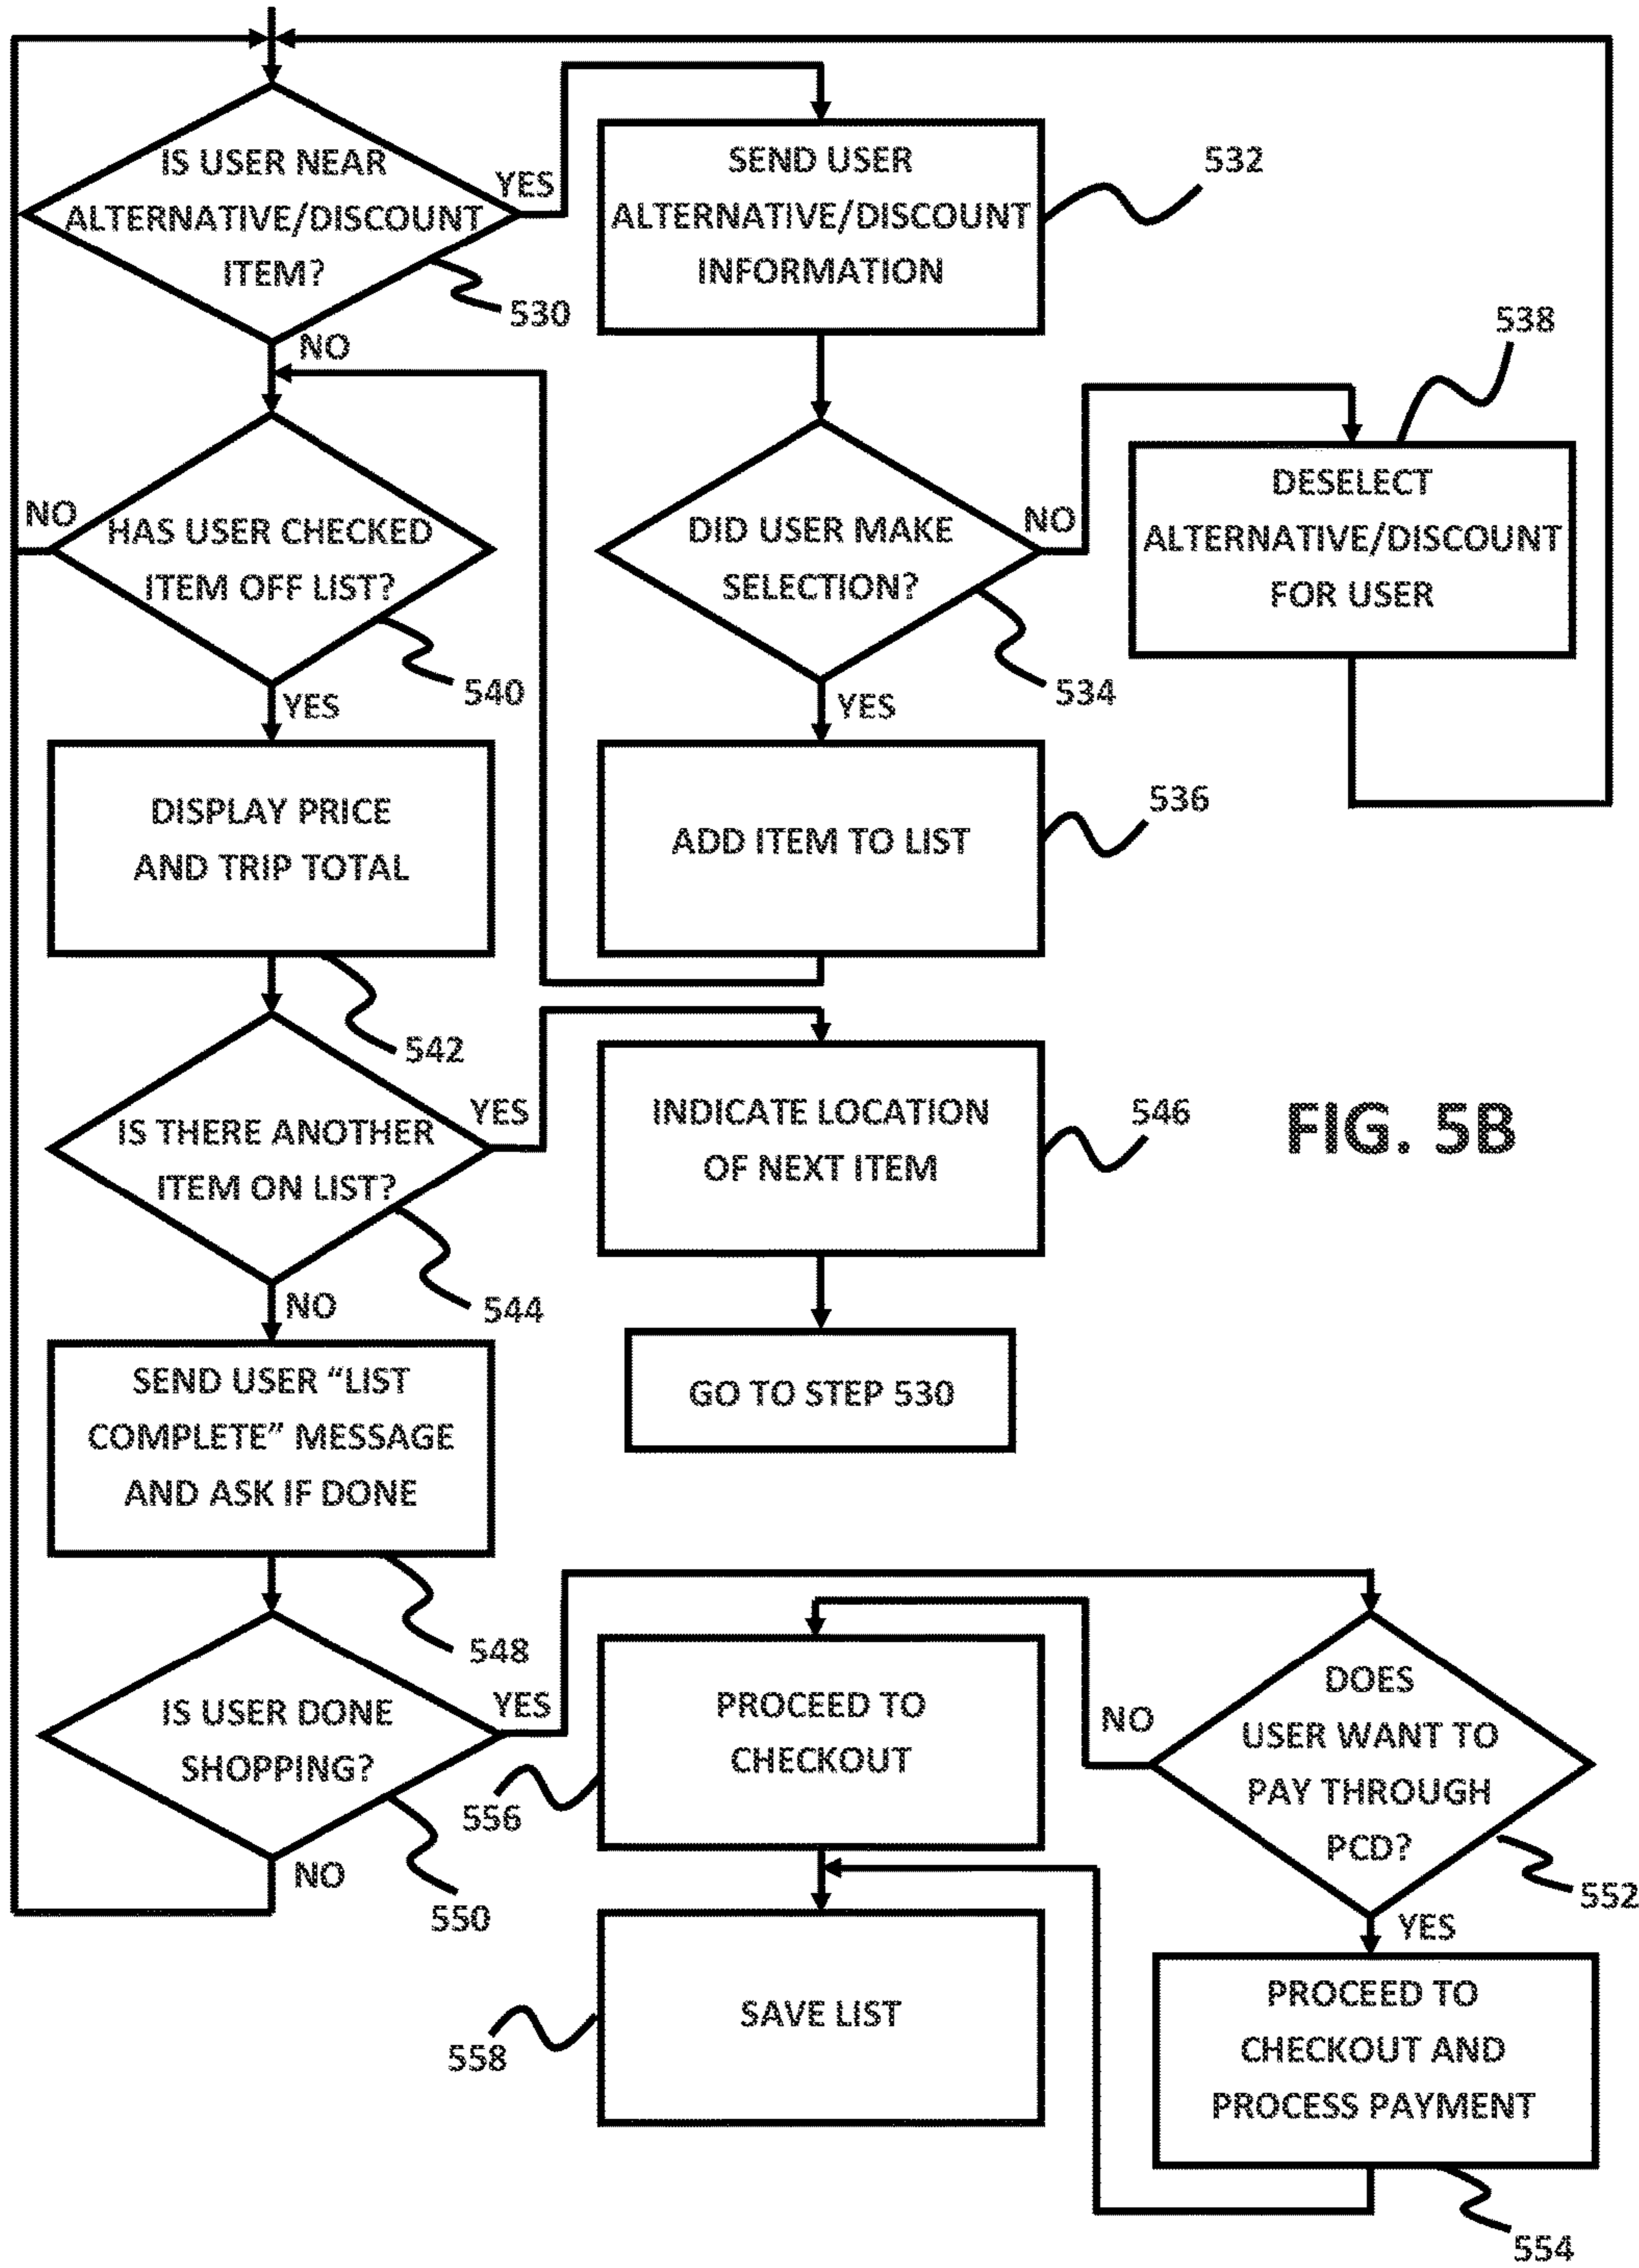 IS USER NEAR
ALTERNATIVE/DISCOUNT
ITEM?
YES
530
NO
SEND USER
ALTERNATIVE/DISCOUNT
INFORMATION
532
538
DESELECT
ALTERNATIVE/DISCOUNT
FOR USER
NO
HAS USER CHECKED
ITEM OFF LIST?
540
YES
DID USER MAKE
SELECTION?
NO
534
YES
DISPLAY PRICE
AND TRIP TOTAL
542
ADD ITEM TO LIST
536
IS THERE ANOTHER
ITEM ON LIST?
YES
544
NO
INDICATE LOCATION
OF NEXT ITEM
546
FIG. 5B
GO TO STEP 530
SEND USER “LIST
COMPLETE” MESSAGE
AND ASK IF DONE
548
IS USER DONE
SHOPPING?
YES
550
NO
PROCEED TO
CHECKOUT
556
NO
DOES
USER WANT TO
PAY THROUGH
PCD?
552
YES
SAVE LIST
558
PROCEED TO
CHECKOUT AND
PROCESS PAYMENT
554